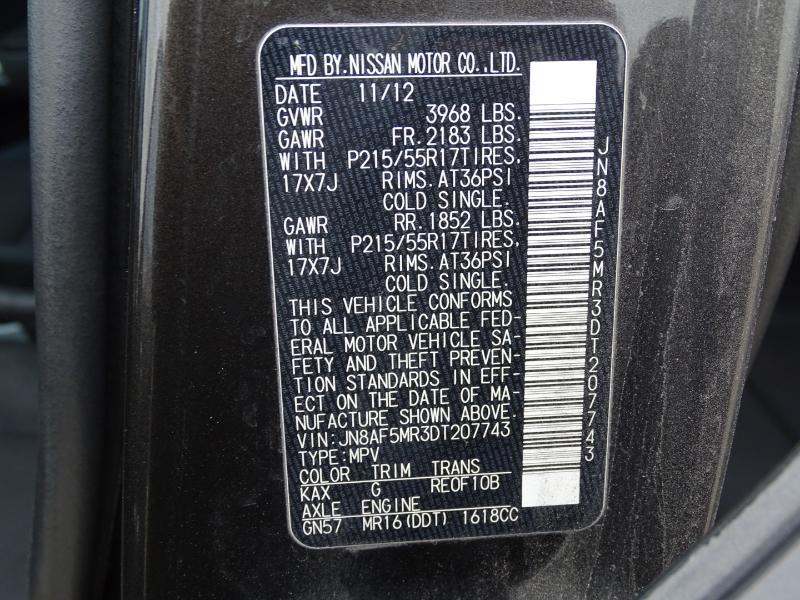 MFD BY.NISSAN MOTOR CO.,LTD.
DATE 11/12
GVWR 3968 LBS.
GAWR FR.2183 LBS.
WITH P215/55R17TIRES,
17X7J RIMS.AT36PSI
COLD SINGLE.
GAWR RR.1852 LBS.
WITH P215/55R17TIRES,
17X7J RIMS.AT36PSI
COLD SINGLE.
THIS VEHICLE CONFORMS
TO ALL APPLICABLE FED-
ERAL MOTOR VEHICLE SA-
FETY AND THEFT PREVEN-
TION STANDARDS IN EFF-
ECT ON THE DATE OF MA-
NUFACTURE SHOWN ABOVE.
VIN:JN8AF5MR3DT207743
TYPE:MPV
COLOR TRIM TRANS
KAX G RE0F10B
AXLE ENGINE
GN57 MR16(DDT) 1618CC
JN8AF5MR3DT207743